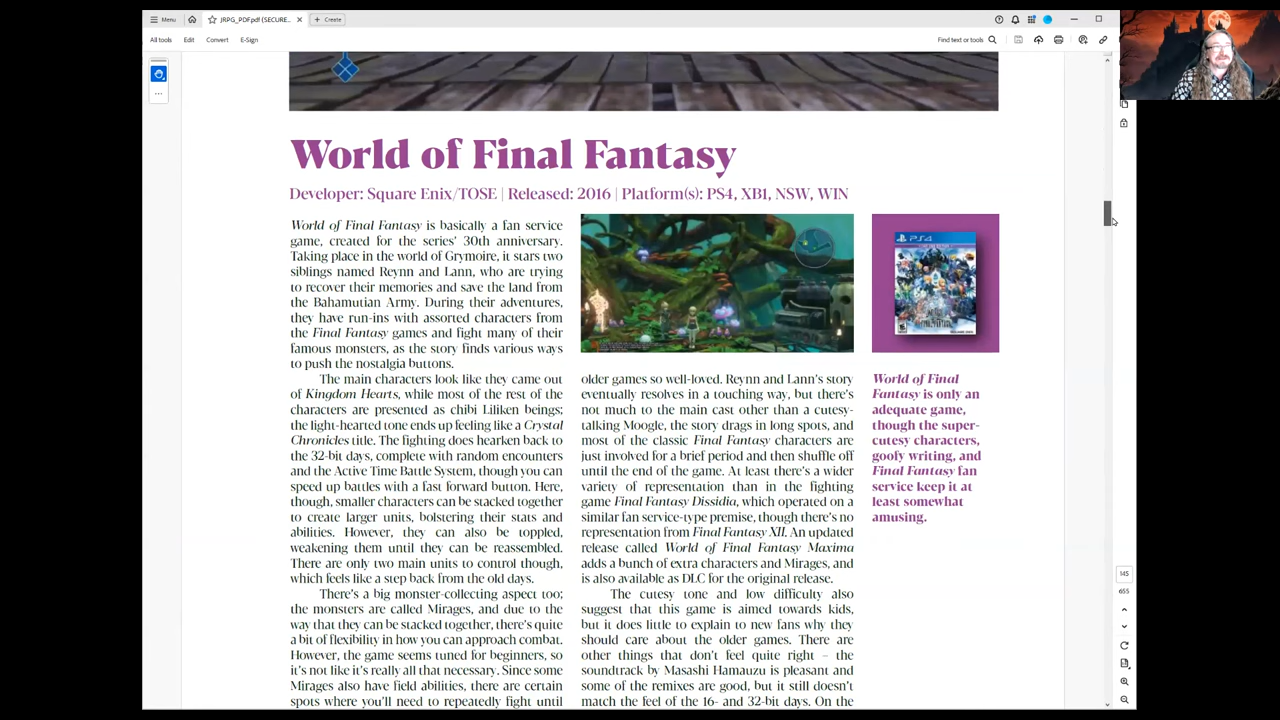 Menu
JRPG_PDF.pdf (SECURE...
Create
All tools
Edit
Convert
E-Sign
Find text or tools
World of Final Fantasy
Developer: Square Enix/TOSE | Released: 2016 | Platform(s): PS4, XB1, NSW, WIN
World of Final Fantasy is basically a fan service
game, created for the series' 30th anniversary.
Taking place in the world of Grymoire, it stars two
siblings named Reynn and Lann, who are trying
to recover their memories and save the land from
the Bahamutian Army. During their adventures,
they have run-ins with assorted characters from
the Final Fantasy games and fight many of their
famous monsters, as the story finds various ways
to push the nostalgia buttons.
The main characters look like they came out
of Kingdom Hearts, while most of the rest of the
characters are presented as chibi Liliken beings;
the light-hearted tone ends up feeling like a Crystal
Chronicles title. The fighting does hearken back to
the 32-bit days, complete with random encounters
and the Active Time Battle System, though you can
speed up battles with a fast forward button. Here,
though, smaller characters can be stacked together
to create larger units, bolstering their stats and
abilities. However, they can also be toppled,
weakening them until they can be reassembled.
There are only two main units to control though,
which feels like a step back from the old days.
There's a big monster-collecting aspect too;
the monsters are called Mirages, and due to the
way that they can be stacked together, there's quite
a bit of flexibility in how you can approach combat.
However, the game seems tuned for beginners, so
it's not like it's really all that necessary. Since some
Mirages also have field abilities, there are certain
spots where you'll need to repeatedly fight until
older games so well-loved. Reynn and Lann's story
eventually resolves in a touching way, but there's
not much to the main cast other than a cutesy-
talking Moogle, the story drags in long spots, and
most of the classic Final Fantasy characters are
just involved for a brief period and then shuffle off
until the end of the game. At least there's a wider
variety of representation than in the fighting
game Final Fantasy Dissidia, which operated on a
similar fan service-type premise, though there's no
representation from Final Fantasy XII. An updated
release called World of Final Fantasy Maxima
adds a bunch of extra characters and Mirages, and
is also available as DLC for the original release.
The cutesy tone and low difficulty also
suggest that this game is aimed towards kids,
but it does little to explain to new fans why they
should care about the older games. There are
other things that don't feel quite right – the
soundtrack by Masashi Hamauzu is pleasant and
some of the remixes are good, but it still doesn't
match the feel of the 16- and 32-bit days. On the
PS4
World of Final
Fantasy is only an
adequate game,
though the super-
cutesy characters,
goofy writing, and
Final Fantasy fan
service keep it at
least somewhat
amusing.
145
655